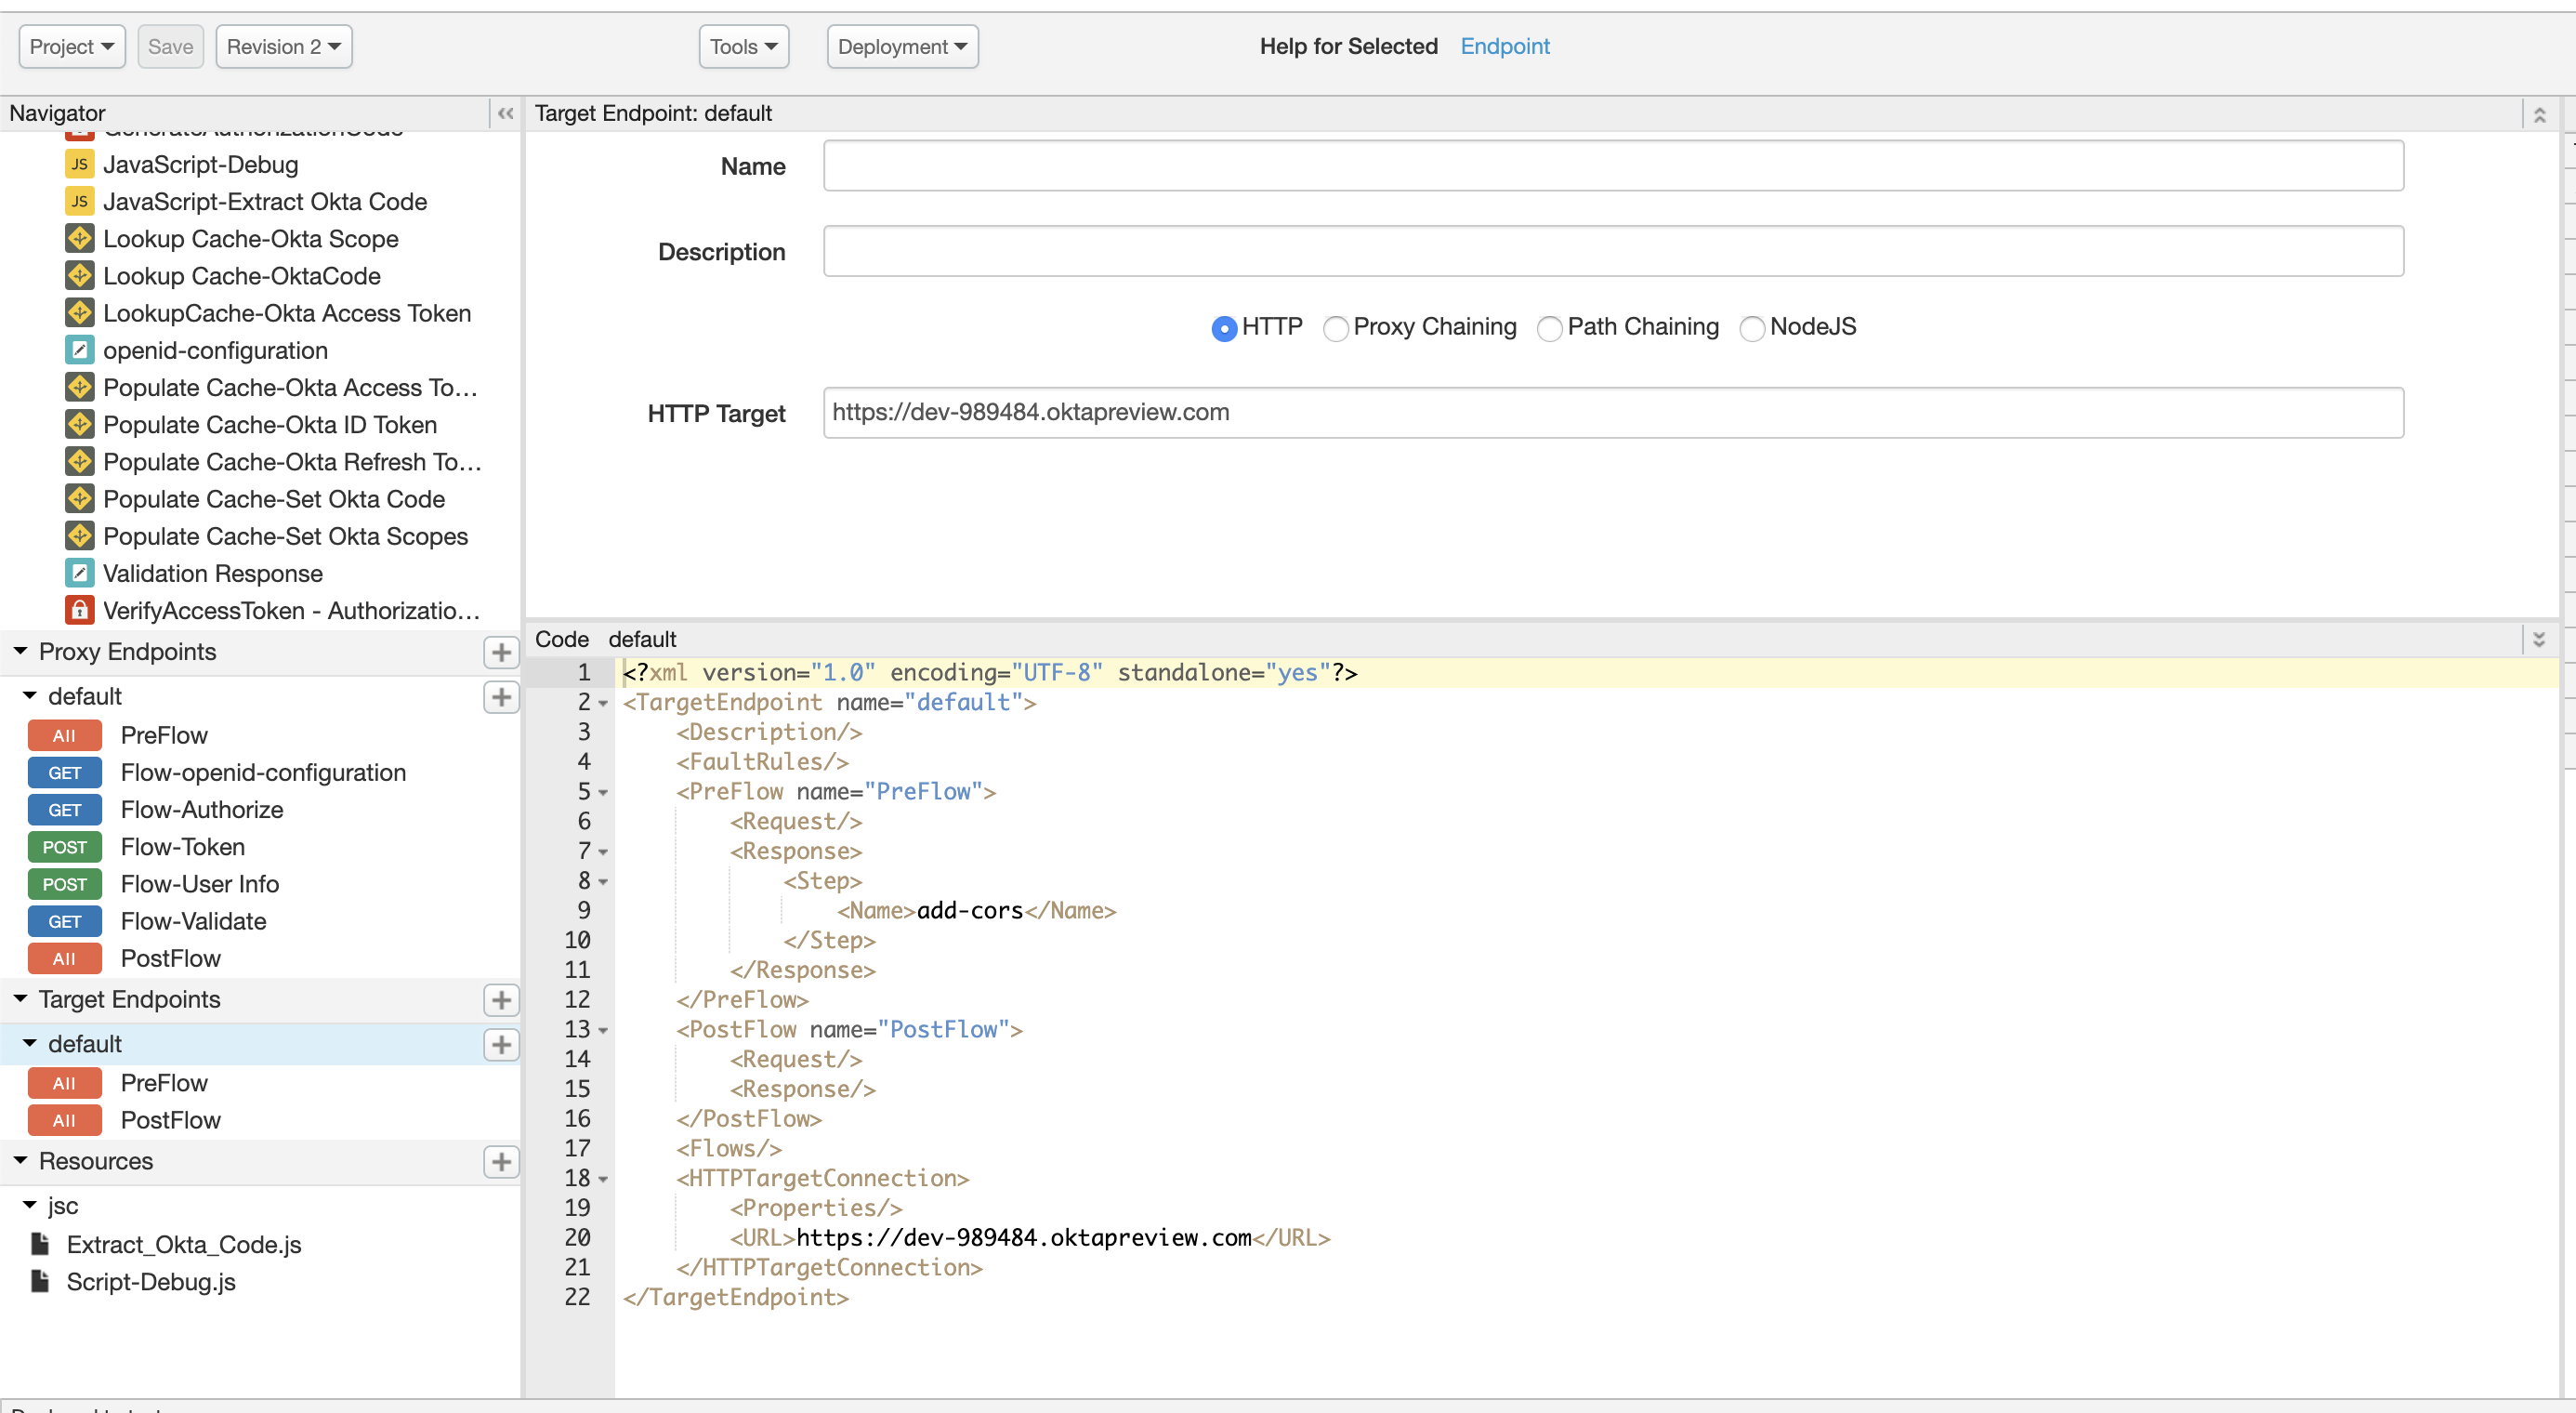 Project
Save
Revision 2
Tools
Deployment
Help for Selected Endpoint
Navigator
JS JavaScript-Debug
JS JavaScript-Extract Okta Code
Lookup Cache-Okta Scope
Lookup Cache-OktaCode
LookupCache-Okta Access Token
openid-configuration
Populate Cache-Okta Access To...
Populate Cache-Okta ID Token
Populate Cache-Okta Refresh To...
Populate Cache-Set Okta Code
Populate Cache-Set Okta Scopes
Validation Response
VerifyAccessToken - Authorizatio...
Proxy Endpoints
default
All PreFlow
GET Flow-openid-configuration
GET Flow-Authorize
POST Flow-Token
POST Flow-User Info
GET Flow-Validate
All PostFlow
Target Endpoints
default
All PreFlow
All PostFlow
Resources
jsc
Extract_Okta_Code.js
Script-Debug.js
Target Endpoint: default
Name
Description
HTTP Proxy Chaining Path Chaining NodeJS
HTTP Target https://dev-989484.oktapreview.com
Code default
1 <?xml version="1.0" encoding="UTF-8" standalone="yes"?>
2 <TargetEndpoint name="default">
3 <Description/>
4 <FaultRules/>
5 <PreFlow name="PreFlow">
6 <Request/>
7 <Response>
8 <Step>
9 <Name>add-cors</Name>
10 </Step>
11 </Response>
12 </PreFlow>
13 <PostFlow name="PostFlow">
14 <Request/>
15 <Response/>
16 </PostFlow>
17 <Flows/>
18 <HTTPTargetConnection>
19 <Properties/>
20 <URL>https://dev-989484.oktapreview.com</URL>
21 </HTTPTargetConnection>
22 </TargetEndpoint>